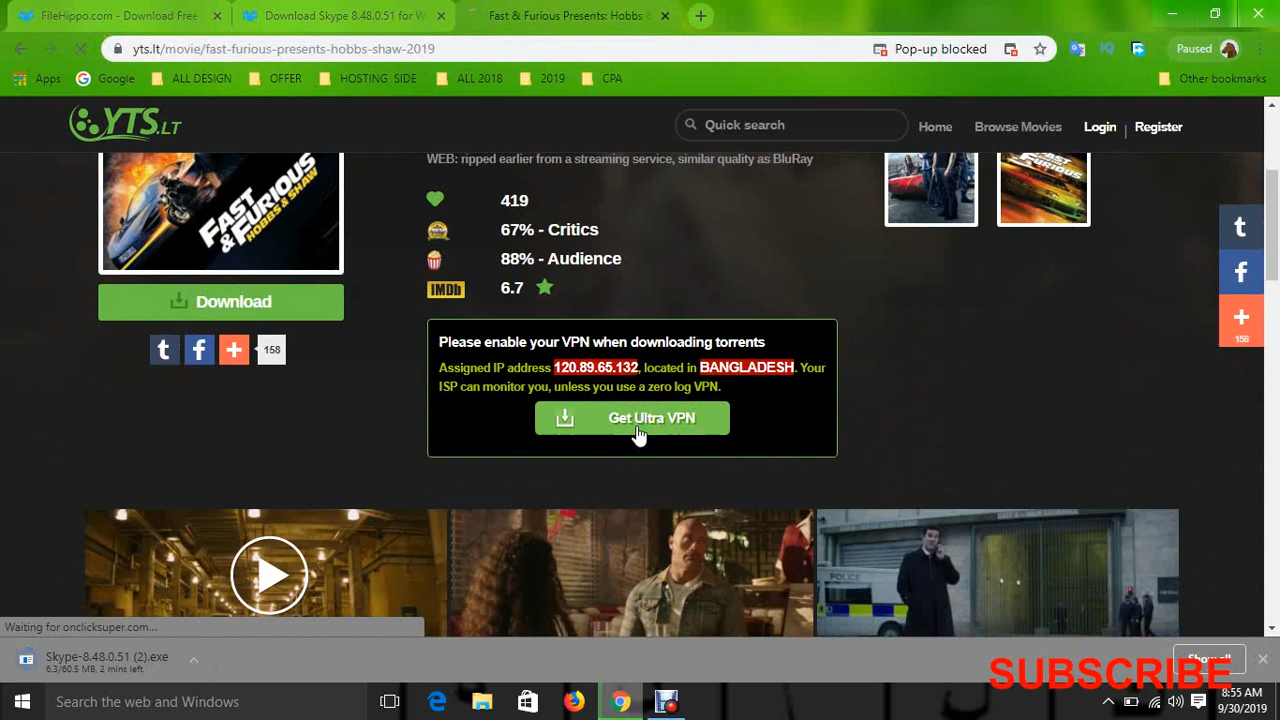 FileHippo.com - Download Free
Download Skype 8.48.0.51 for W
Fast & Furious Presents: Hobbs &
yts.lt/movie/fast-furious-presents-hobbs-shaw-2019
Pop-up blocked
Paused
Apps
Google
ALL DESIGN
OFFER
HOSTING SIDE
ALL 2018
2019
CPA
Other bookmarks
YTS.LT
Quick search
Home
Browse Movies
Login
Register
WEB: ripped earlier from a streaming service, similar quality as BluRay
FAST
& FURIOUS
HOBBS & SHAW
419
67% - Critics
88% - Audience
IMDb
6.7
Download
158
Please enable your VPN when downloading torrents
Assigned IP address 120.89.65.132, located in BANGLADESH. Your
ISP can monitor you, unless you use a zero log VPN.
Get Ultra VPN
158
POLICE
Waiting for onclicksuper.com...
Skype-8.48.0.51 (2).exe
6.3/60.5 MB, 2 mins left
Show all
SUBSCRIBE
Search the web and Windows
8:55 AM
9/30/2019